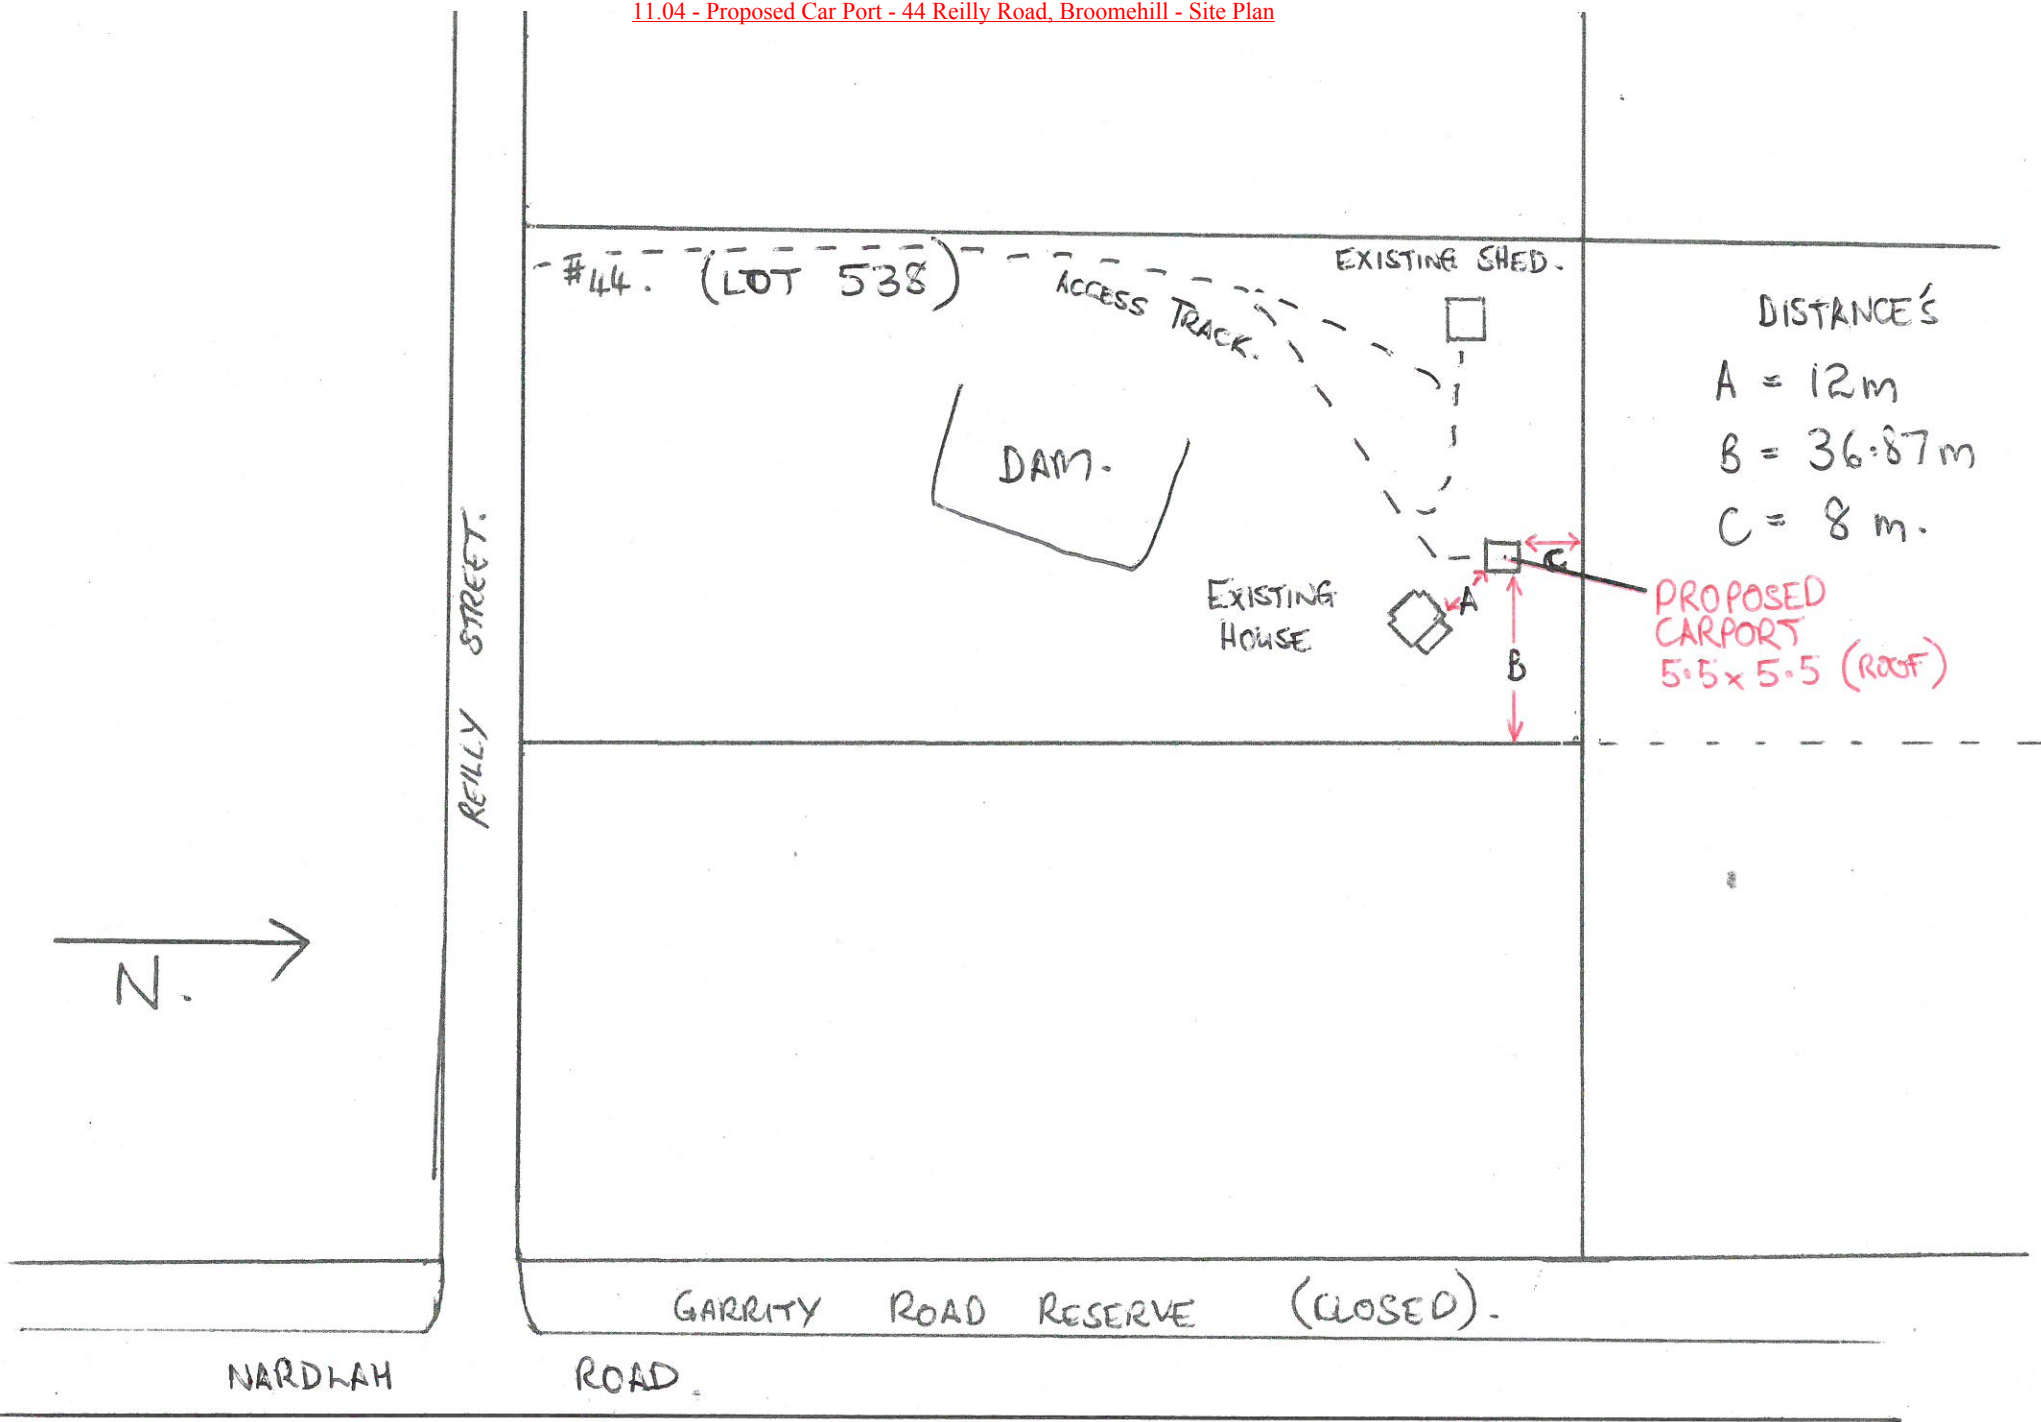 11.04 - Proposed Car Port - 44 Reilly Road, Broomehill - Site Plan
#44. (LOT 538)
ACCESS TRACK.
EXISTING SHED.
DISTANCE'S
A = 12m
B = 36.87m
C = 8 m.
DAM.
REILLY STREET.
EXISTING
HOUSE
A
B
C
PROPOSED
CARPORT
5.5 x 5.5 (ROOF)
N.
GARRITY ROAD RESERVE (CLOSED).
NARDLAH ROAD.